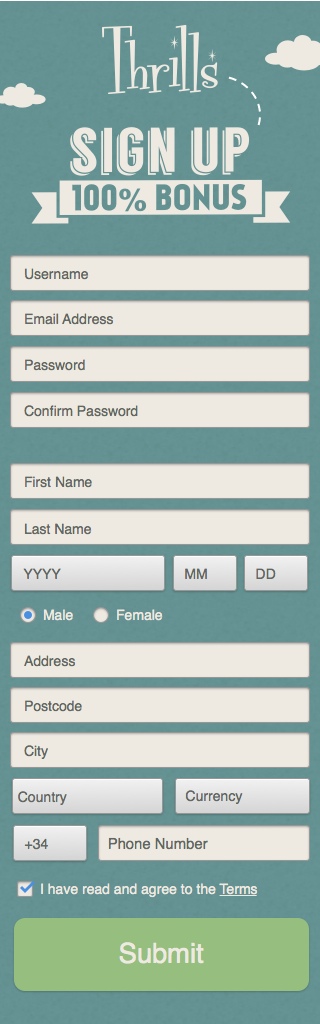 Thrills
SIGN UP
100% BONUS
Username
Email Address
Password
Confirm Password
First Name
Last Name
YYYY MM DD
Male Female
Address
Postcode
City
Country Currency
+34 Phone Number
I have read and agree to the Terms
Submit